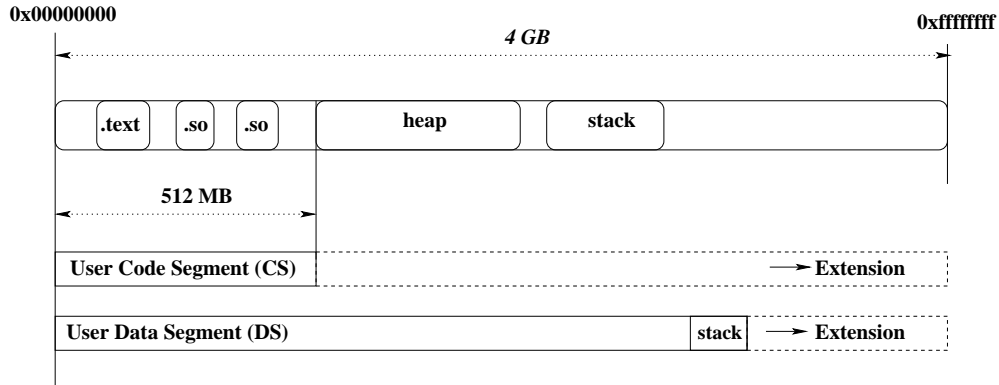 0x00000000
0xffffffff
4 GB
.text .so .so heap stack
512 MB
User Code Segment (CS) Extension
User Data Segment (DS) stack Extension